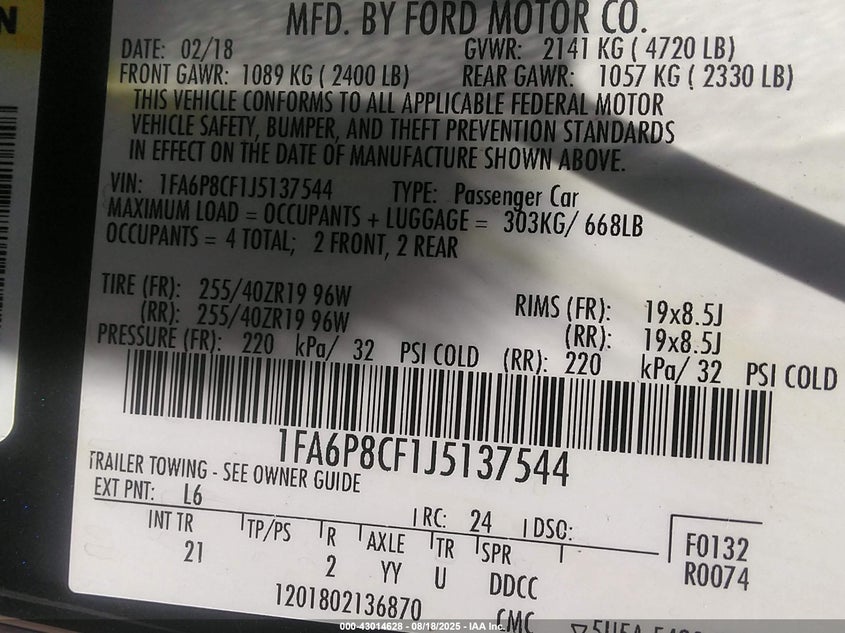 N
MFD. BY FORD MOTOR CO.
DATE: 02/18 GVWR: 2141 KG ( 4720 LB)
FRONT GAWR: 1089 KG ( 2400 LB) REAR GAWR: 1057 KG ( 2330 LB)
THIS VEHICLE CONFORMS TO ALL APPLICABLE FEDERAL MOTOR
VEHICLE SAFETY, BUMPER, AND THEFT PREVENTION STANDARDS
IN EFFECT ON THE DATE OF MANUFACTURE SHOWN ABOVE.
VIN: 1FA6P8CF1J5137544 TYPE: Passenger Car
MAXIMUM LOAD = OCCUPANTS + LUGGAGE = 303KG/ 668LB
OCCUPANTS = 4 TOTAL; 2 FRONT, 2 REAR
TIRE (FR): 255/40ZR19 96W RIMS (FR): 19x8.5J
(RR): 255/40ZR19 96W (RR): 19x8.5J
PRESSURE (FR): 220 kPa/ 32 PSI COLD (RR): 220 kPa/ 32 PSI COLD
1FA6P8CF1J5137544
TRAILER TOWING - SEE OWNER GUIDE
EXT PNT: L6 RC: 24 DSO:
INT TR TP/PS R AXLE TR SPR F0132
21 2 YY U DDCC R0074
1201802136870 CMC
000-43014628 - 08/18/2025 - IAA Inc.